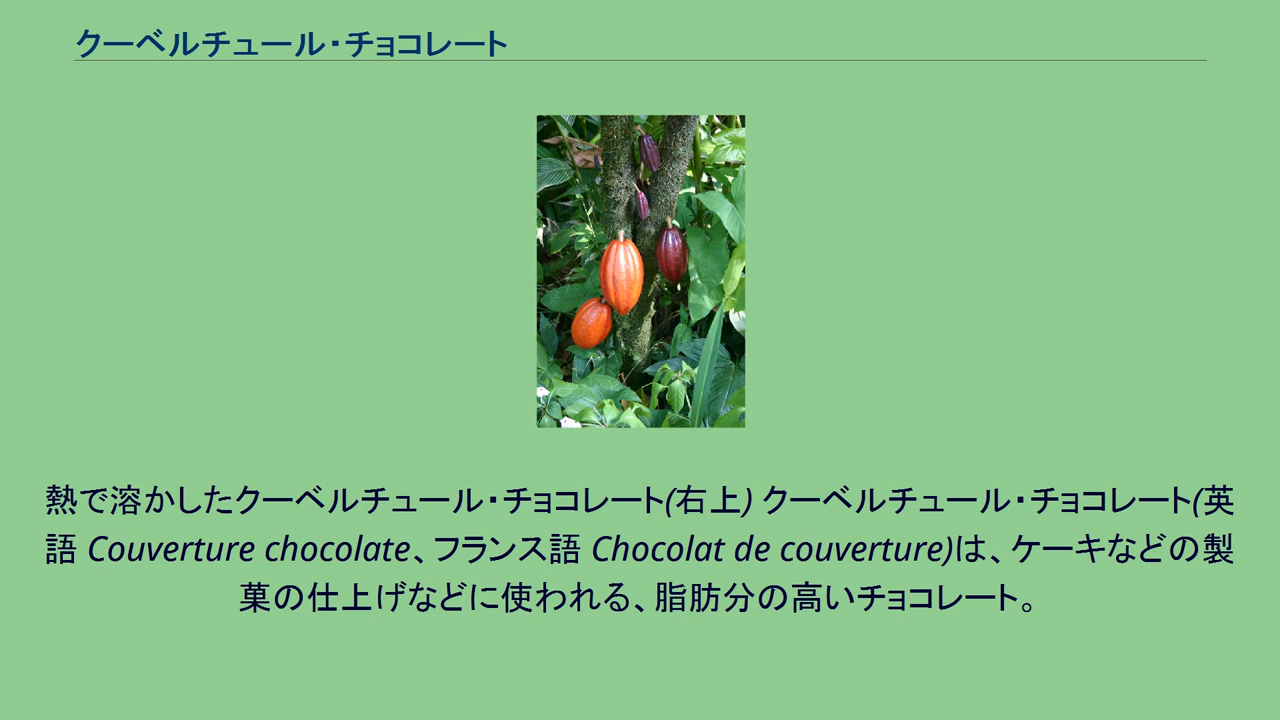 クーベルチュール・チョコレート
熱で溶かしたクーベルチュール・チョコレート(右上) クーベルチュール・チョコレート(英
語 Couverture chocolate、フランス語 Chocolat de couverture)は、ケーキなどの製
菓の仕上げなどに使われる、脂肪分の高いチョコレート。